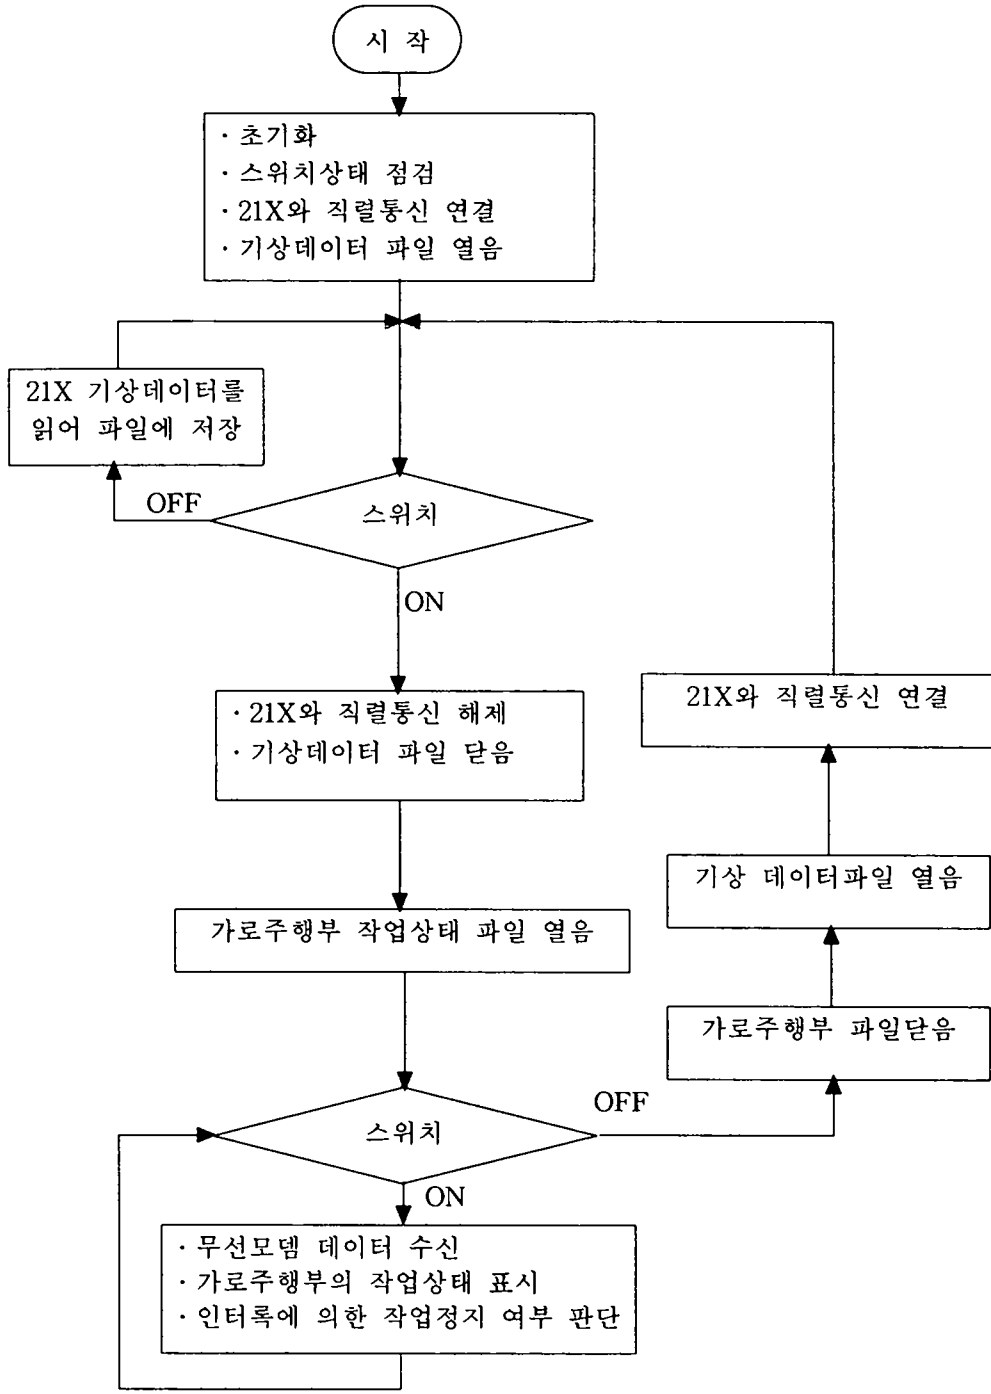 시 작
· 초기화
· 스위치상태 점검
· 21X와 직렬통신 연결
· 기상데이터 파일 열음
21X 기상데이터를
읽어 파일에 저장
OFF
스위치
ON
· 21X와 직렬통신 해제
· 기상데이터 파일 닫음
21X와 직렬통신 연결
기상 데이터파일 열음
가로주행부 작업상태 파일 열음
가로주행부 파일닫음
OFF
스위치
ON
· 무선모뎀 데이터 수신
· 가로주행부의 작업상태 표시
· 인터록에 의한 작업정지 여부 판단